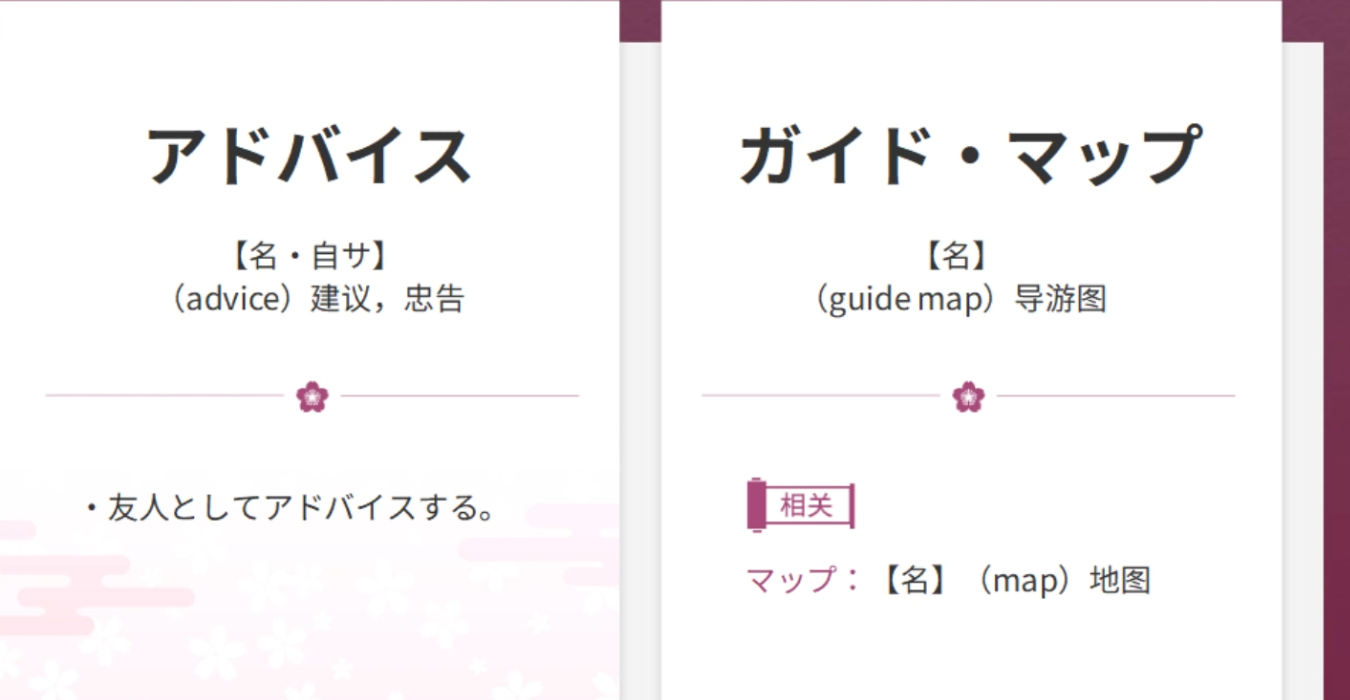 アドバイス
【名・自サ】
（advice）建议，忠告
・友人としてアドバイスする。
ガイド・マップ
【名】
（guide map）导游图
相关
マップ：【名】（map）地图